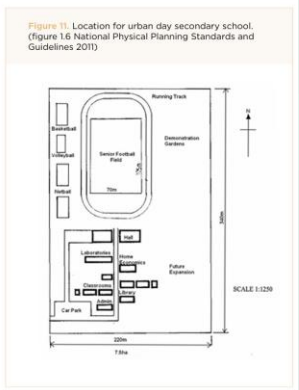 Figure 11. Location for urban day secondary school.
(figure 1.6 National Physical Planning Standards and
Guidelines 2011)
Running Track
N
Basketball
Volleyball
Netball
Senior Football
Field
70m
Demonstration
Gardens
340m
Hall
Laboratories
Home
Economics
Classrooms
Library
Admin
Car Park
Future
Expansion
SCALE 1:1250
220m